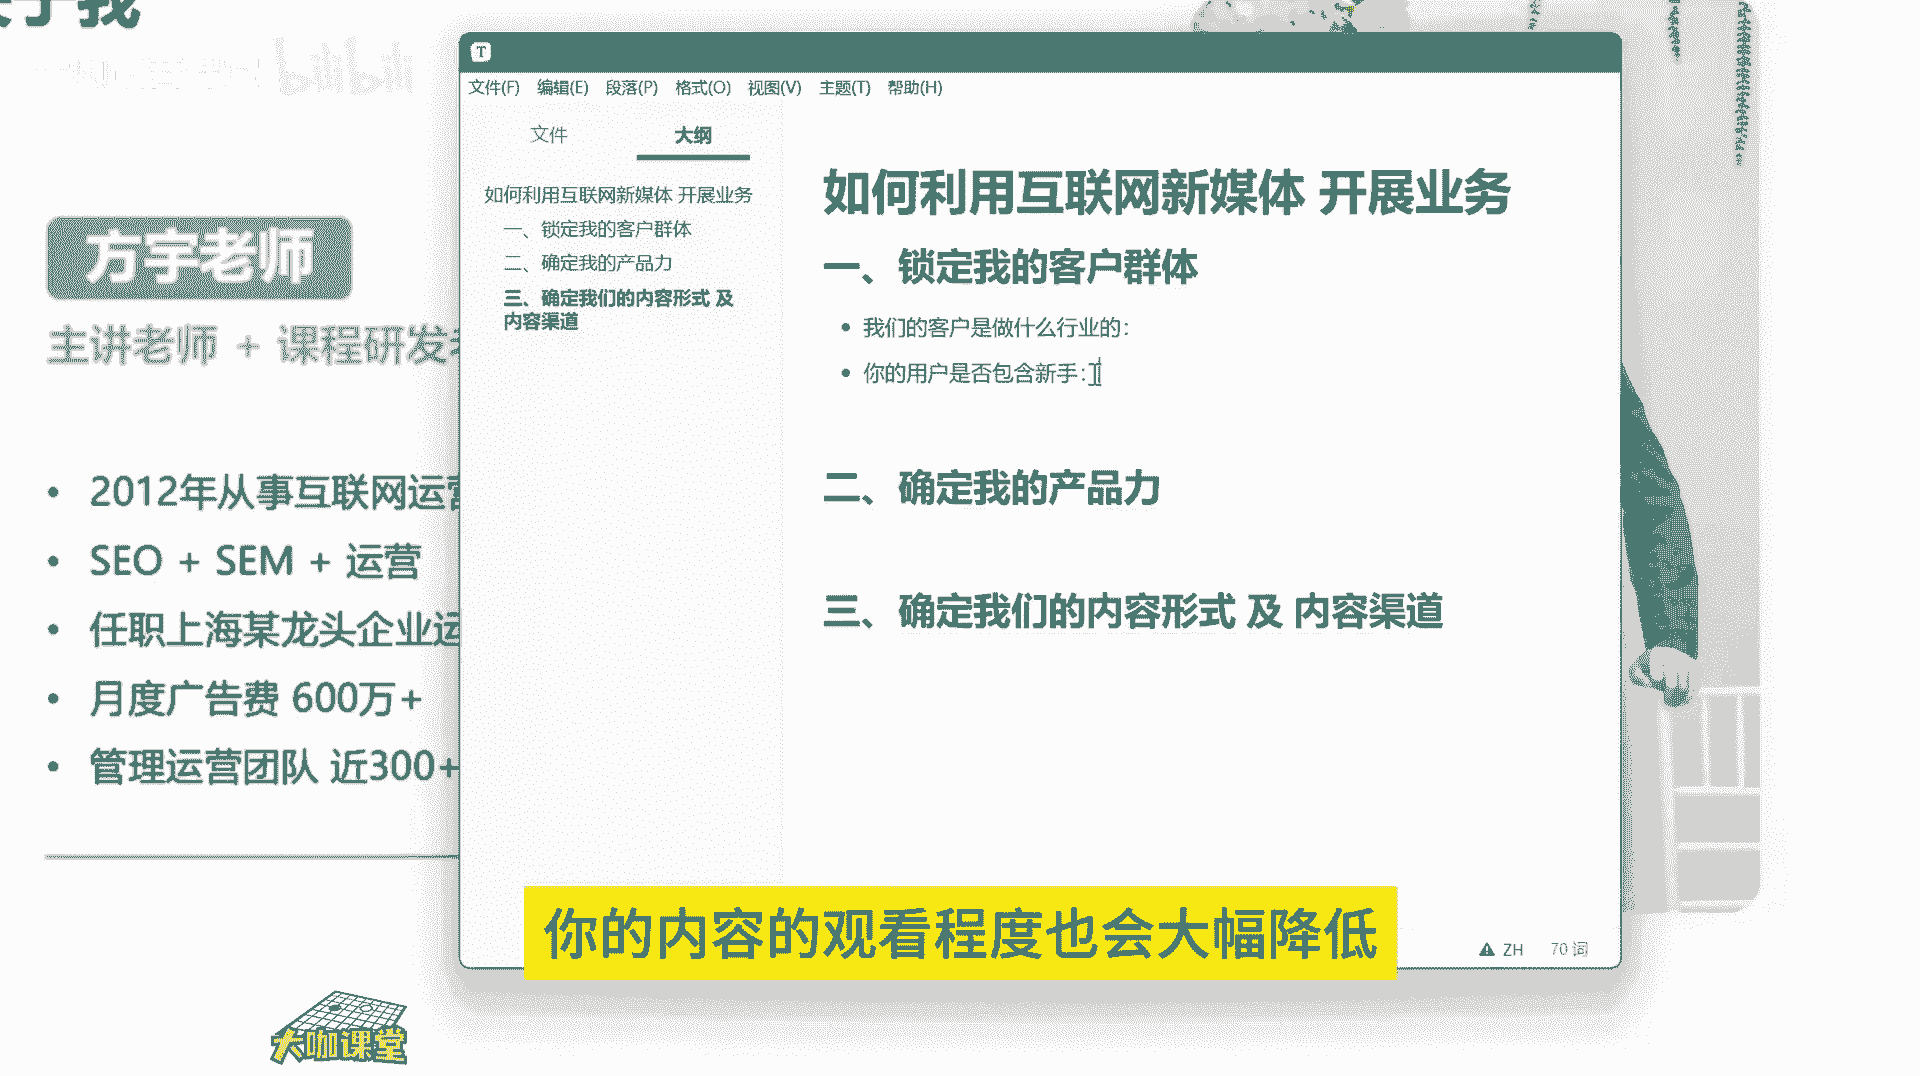 我
bilibili
方宇老师
主讲老师 + 课程研发
• 2012年从事互联网运营
• SEO + SEM + 运营
• 任职上海某龙头企业运
• 月度广告费 600万+
• 管理运营团队 近300+
大咖课堂
T
文件(F) 编辑(E) 段落(P) 格式(O) 视图(V) 主题(T) 帮助(H)
文件 大纲
如何利用互联网新媒体 开展业务
一、锁定我的客户群体
二、确定我的产品力
三、确定我们的内容形式 及
内容渠道
如何利用互联网新媒体 开展业务
一、锁定我的客户群体
• 我们的客户是做什么行业的：
• 你的用户是否包含新手：
二、确定我的产品力
三、确定我们的内容形式 及 内容渠道
ZH 70 词
你的内容的观看程度也会大幅降低